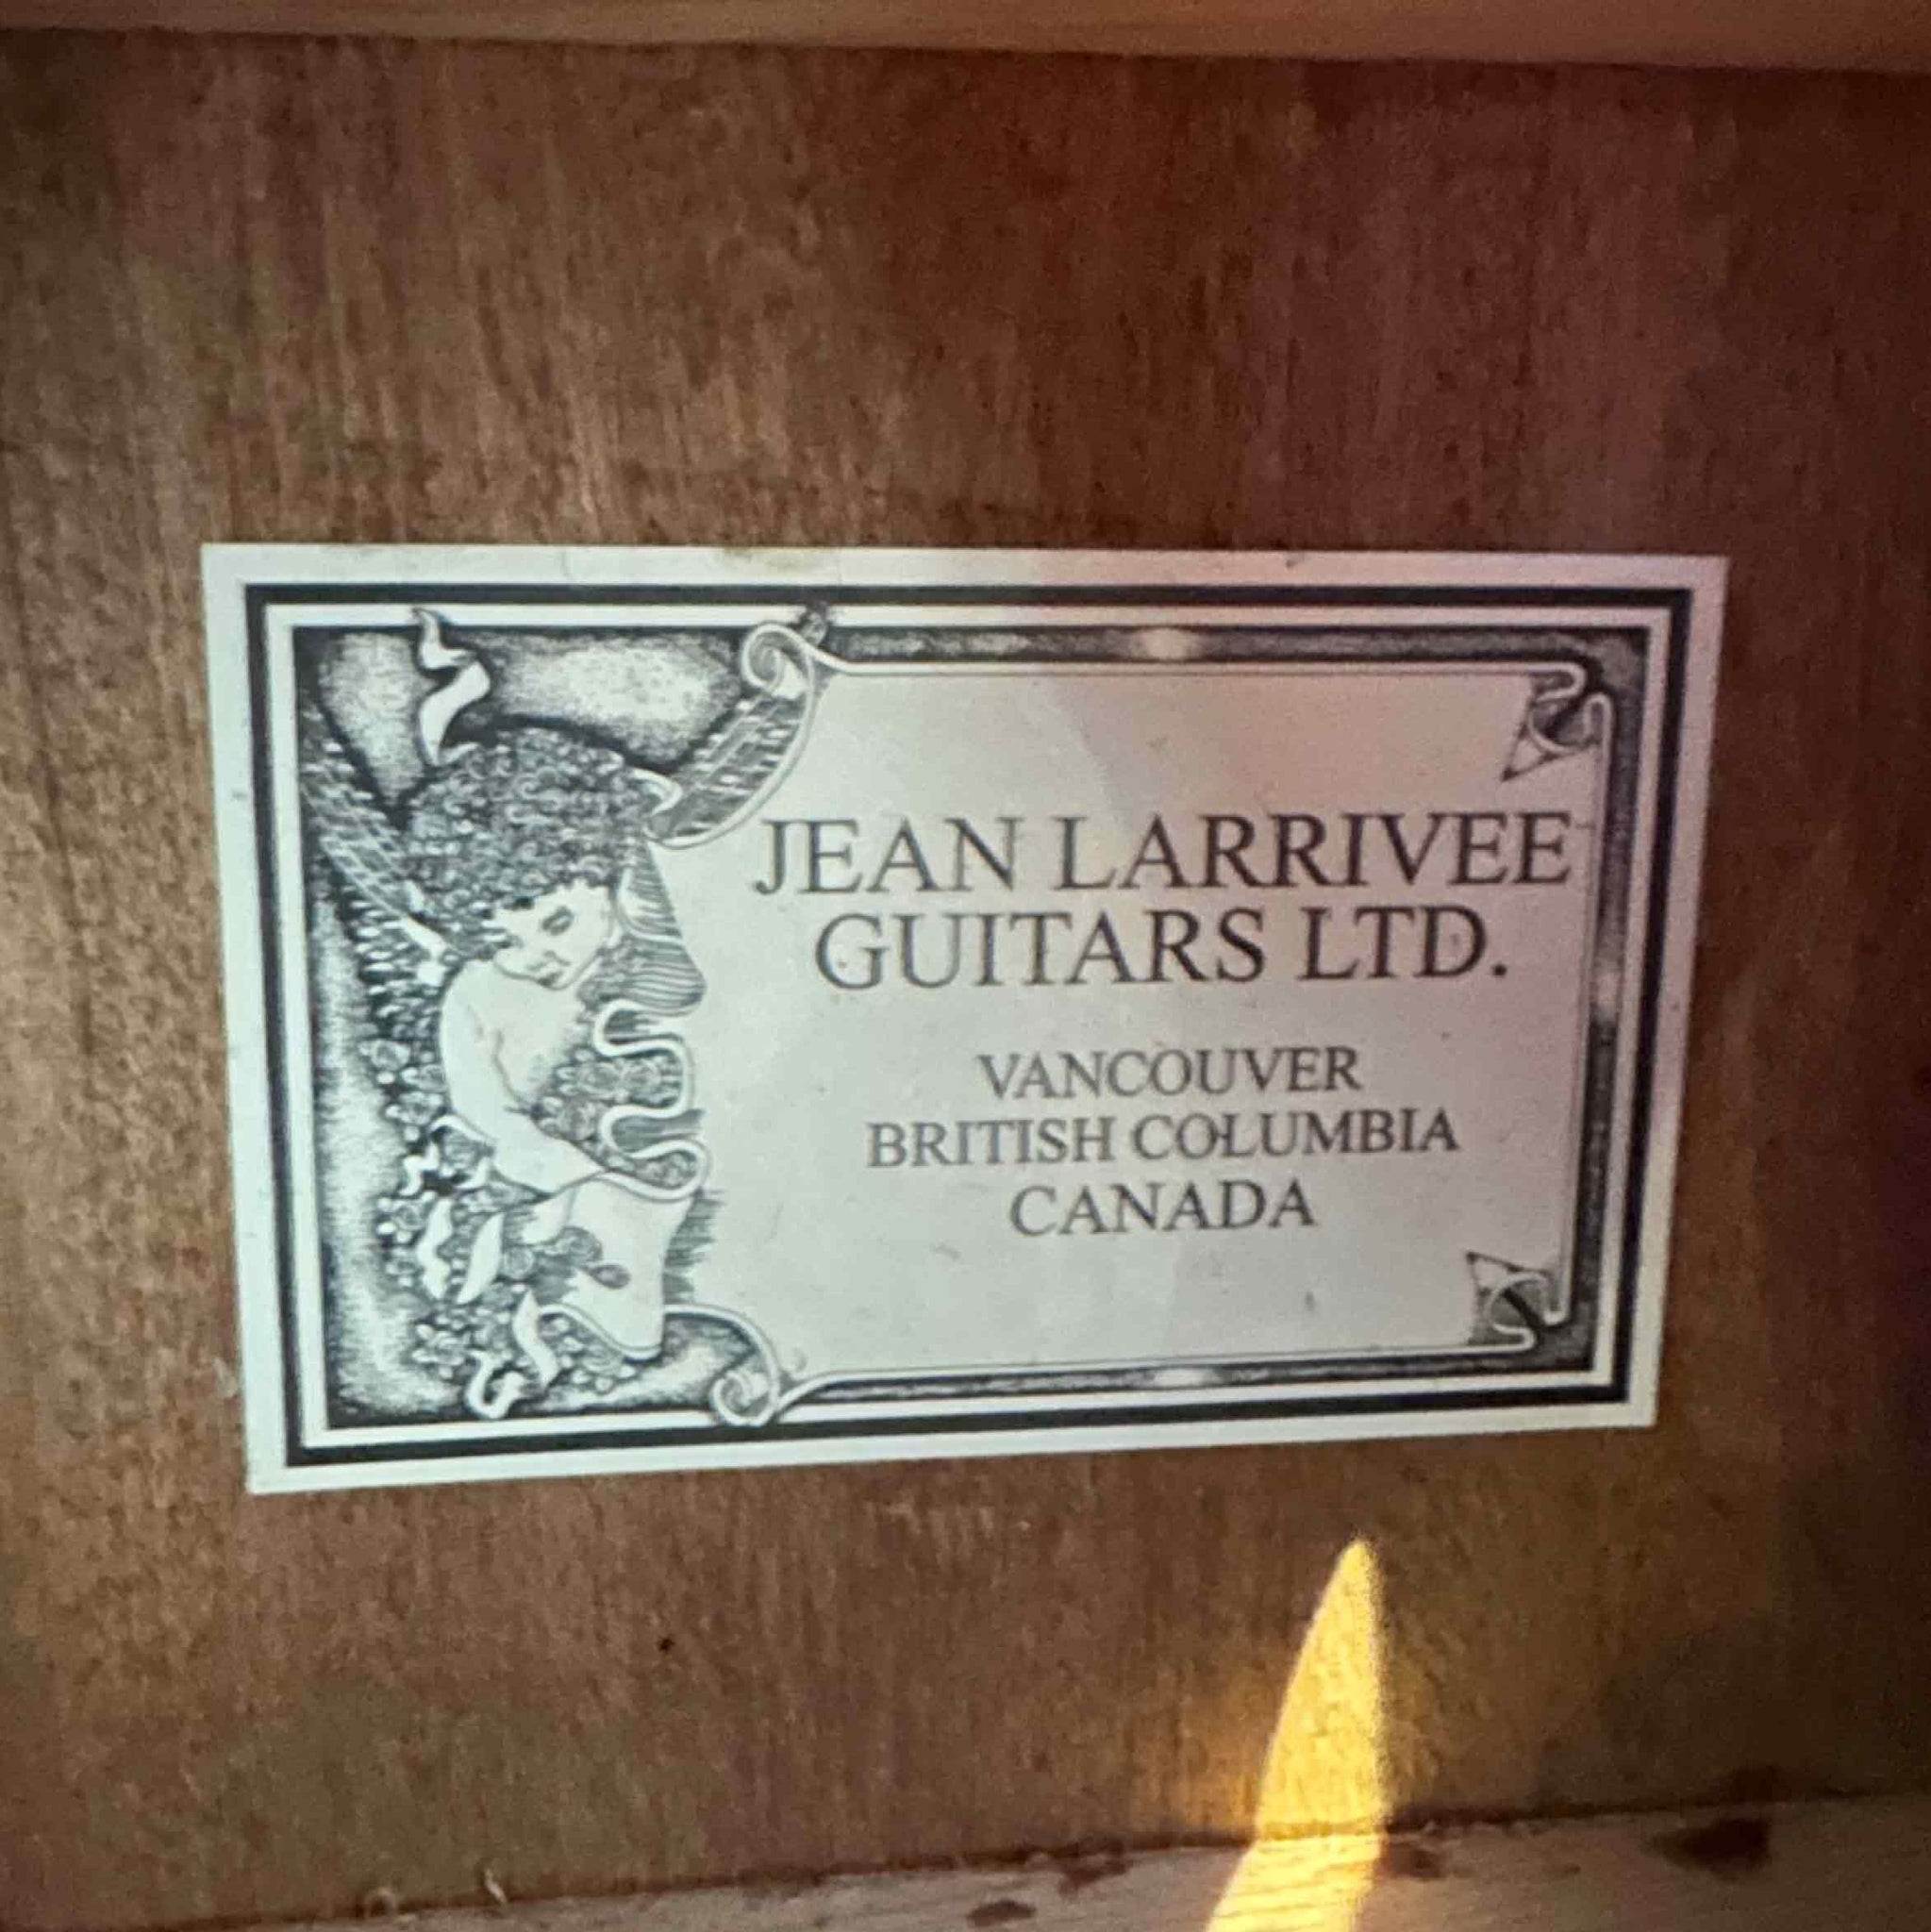 JEAN LARRIVEE
GUITARS LTD.
VANCOUVER
BRITISH COLUMBIA
CANADA